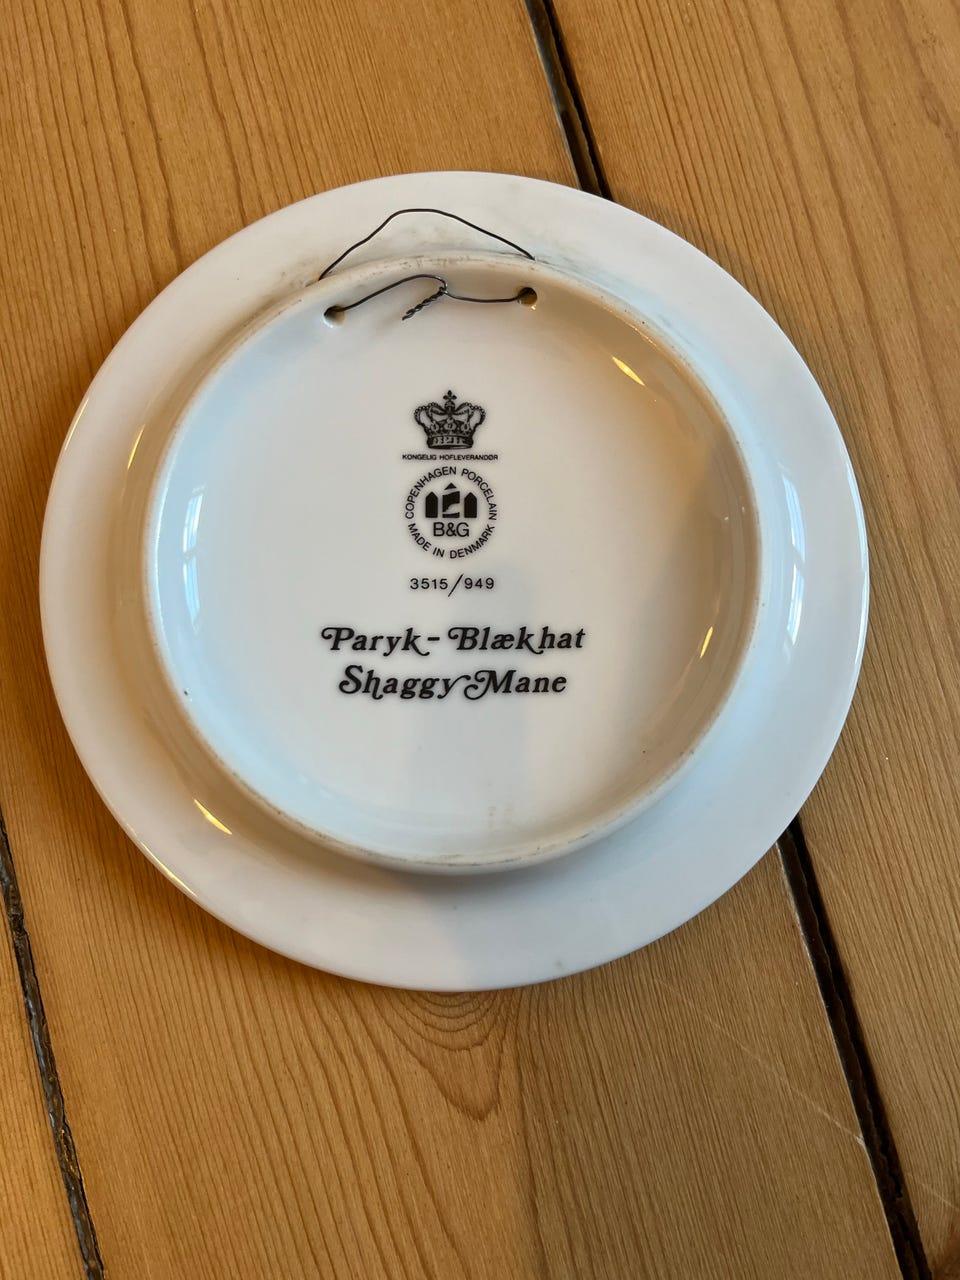 KONGELIG HOFLEVERANDØR
COPENHAGEN PORCELAIN
B&G
MADE IN DENMARK
3515/949
Paryk-Blækhat
Shaggy Mane